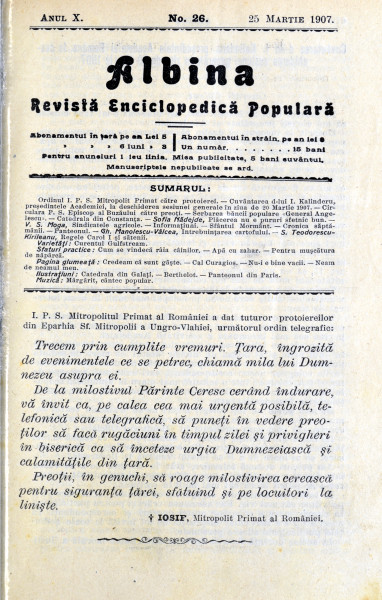 ANUL X. No. 26. 25 MARTIE 1907.
Albina
Revistă Enciclopedică Populară
Abonamentul in ţară pe an Lei 5
» » » 6 luni » 3
Abonamentul în străin. pe an lei 8
Un număr. . . . . . . . 15 bani
Pentru anunciuri 1 leu linia. Mica publicitate, 5 bani cuvântul.
Manuscriptele nepublicate se ard.
SUMARUL:
Ordinul I. P. S. Mitropolit Primat către protoierei. — Cuvântarea d-lui I. Kalinderu,
preşedintele Academiei, la deschiderea sesiunei generale în ziua de 20 Martie 1907. — Cir-
culara P. S. Episcop al Buzăului către preoţi. — Serbarea băncii populare «General Ange-
lescu». — Catedrala din Constanţa. — Sofia Nădejde, Plăcerea nu a purures sfetnic bun. —
V. S. Moga, Sindicatele agricole. — Informaţiuni. — Sfântul Mormânt. — Cronica săptă-
mânii. — Panteonul. — Gh. Manolescu-Vâlcea, Întrebuinţarea cartofului. — S. Teodorescu-
Kirileanu, Regele Carol I şi sătenii.
Varietăţi: Curentul Gulfstream.
Sfaturi practice: Cum se vindecă râia câinilor. — Apă cu zahar. — Pentru muşcătura
de năpârcă.
Pagina glumeaţă: Credeam că sunt găşte. — Cal Curagios. — Nu-i e bine vacii. — Neam
de neamul meu.
Ilustraţiuni: Catedrala din Galaţi. — Berthelot. — Panteonul din Paris.
Muzică: Mărgărit, cântec popular.
I. P. S. Mitropolitul Primat al României a dat tuturor protoiereilor
din Eparhia Sf. Mitropolii a Ungro-Vlahiei, următorul ordin telegrafic:
Trecem prin cumplite vremuri. Ţara, îngrozită
de evenimentele ce se petrec, chiamă mila lui Dum-
nezeu asupra ei.
De la milostivul Părinte Ceresc cerând îndurare,
vă invit ca, pe calea cea mai urgentă posibilă, te-
lefonică sau telegrafică, să puneţi în vedere preo-
ţilor să facă rugăciuni în timpul zilei şi privigheri
în biserică ca să înceteze urgia Dumnezeiască şi
calamităţile din ţară.
Preoţii, în genuchi, să roage milostivirea cerească
pentru siguranţa ţărei, sfătuind şi pe locuitori la
linişte.
† IOSIF, Mitropolit Primat al României.